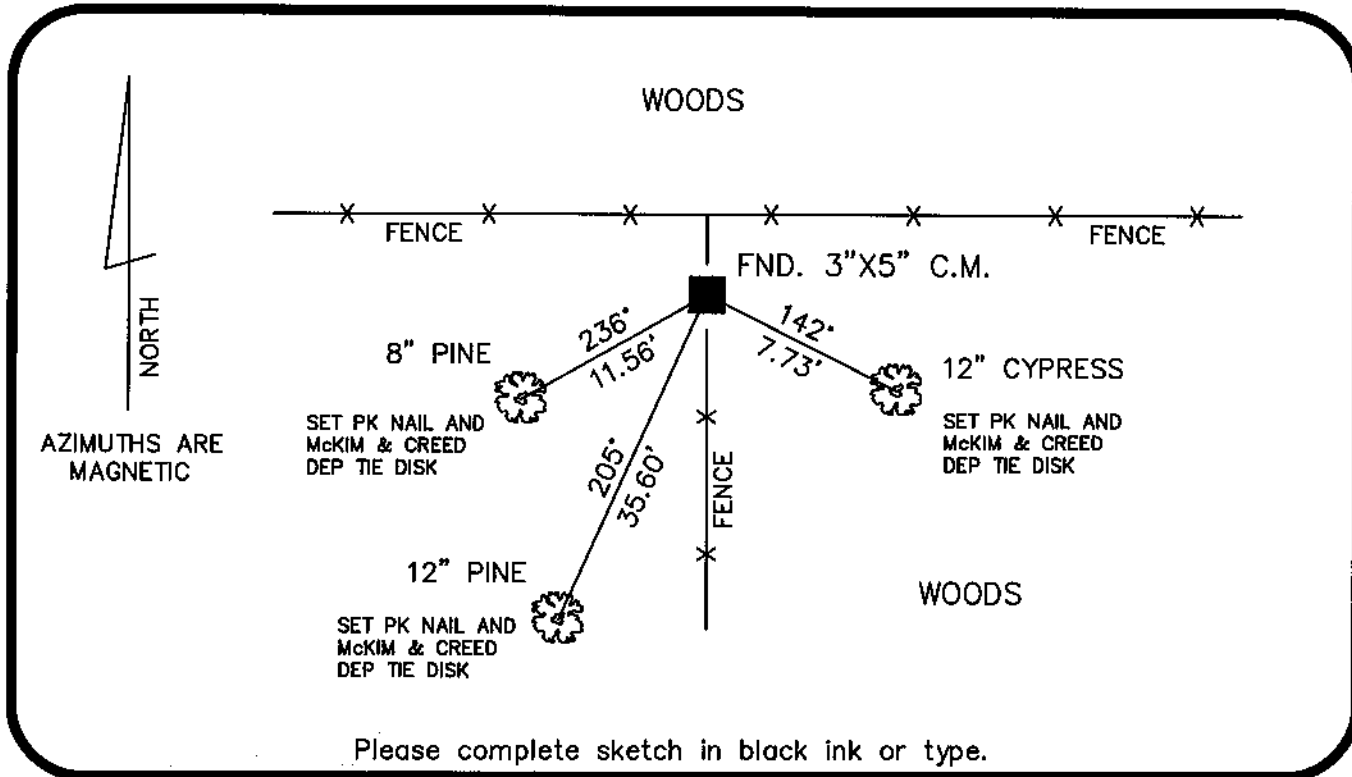 WOODS
FENCE
FENCE
FND. 3"X5" C.M.
NORTH
236°
11.56'
142°
7.73'
8" PINE
12" CYPRESS
SET PK NAIL AND
McKIM & CREED
DEP TIE DISK
SET PK NAIL AND
McKIM & CREED
DEP TIE DISK
AZIMUTHS ARE
MAGNETIC
205°
35.60'
FENCE
12" PINE
WOODS
SET PK NAIL AND
McKIM & CREED
DEP TIE DISK
Please complete sketch in black ink or type.